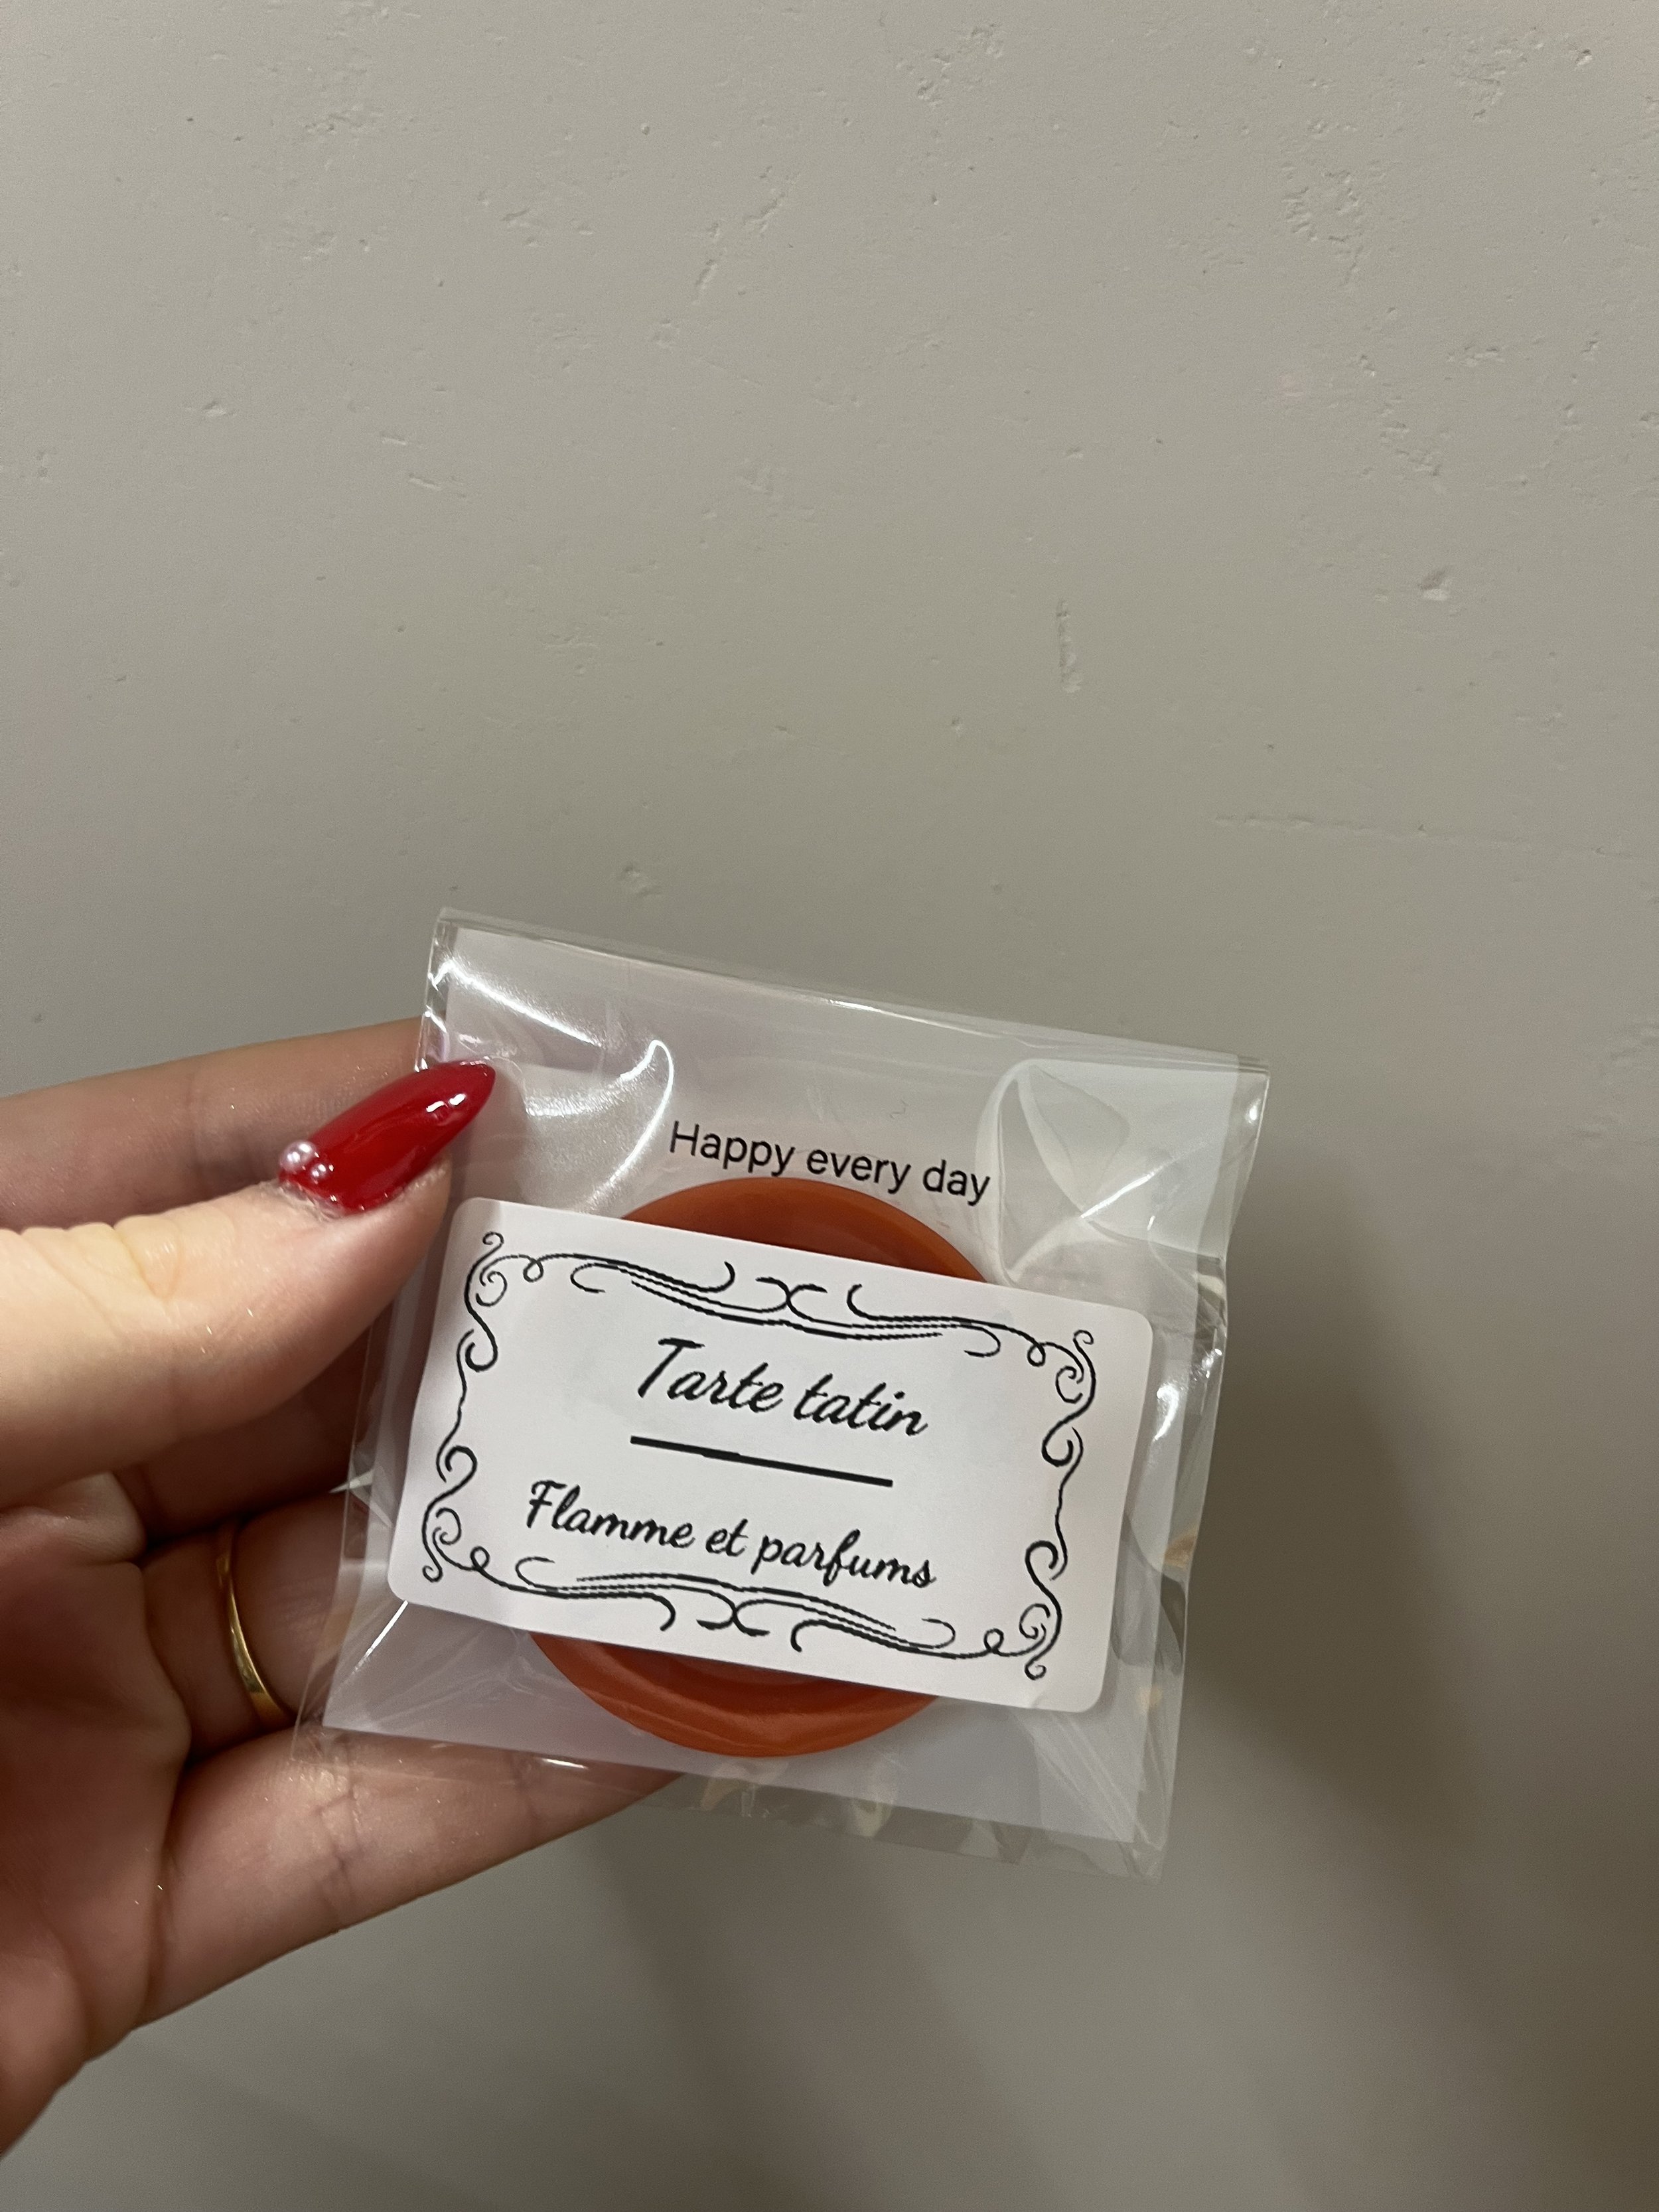 Happy every day
Tarte tatin
Flamme et parfums